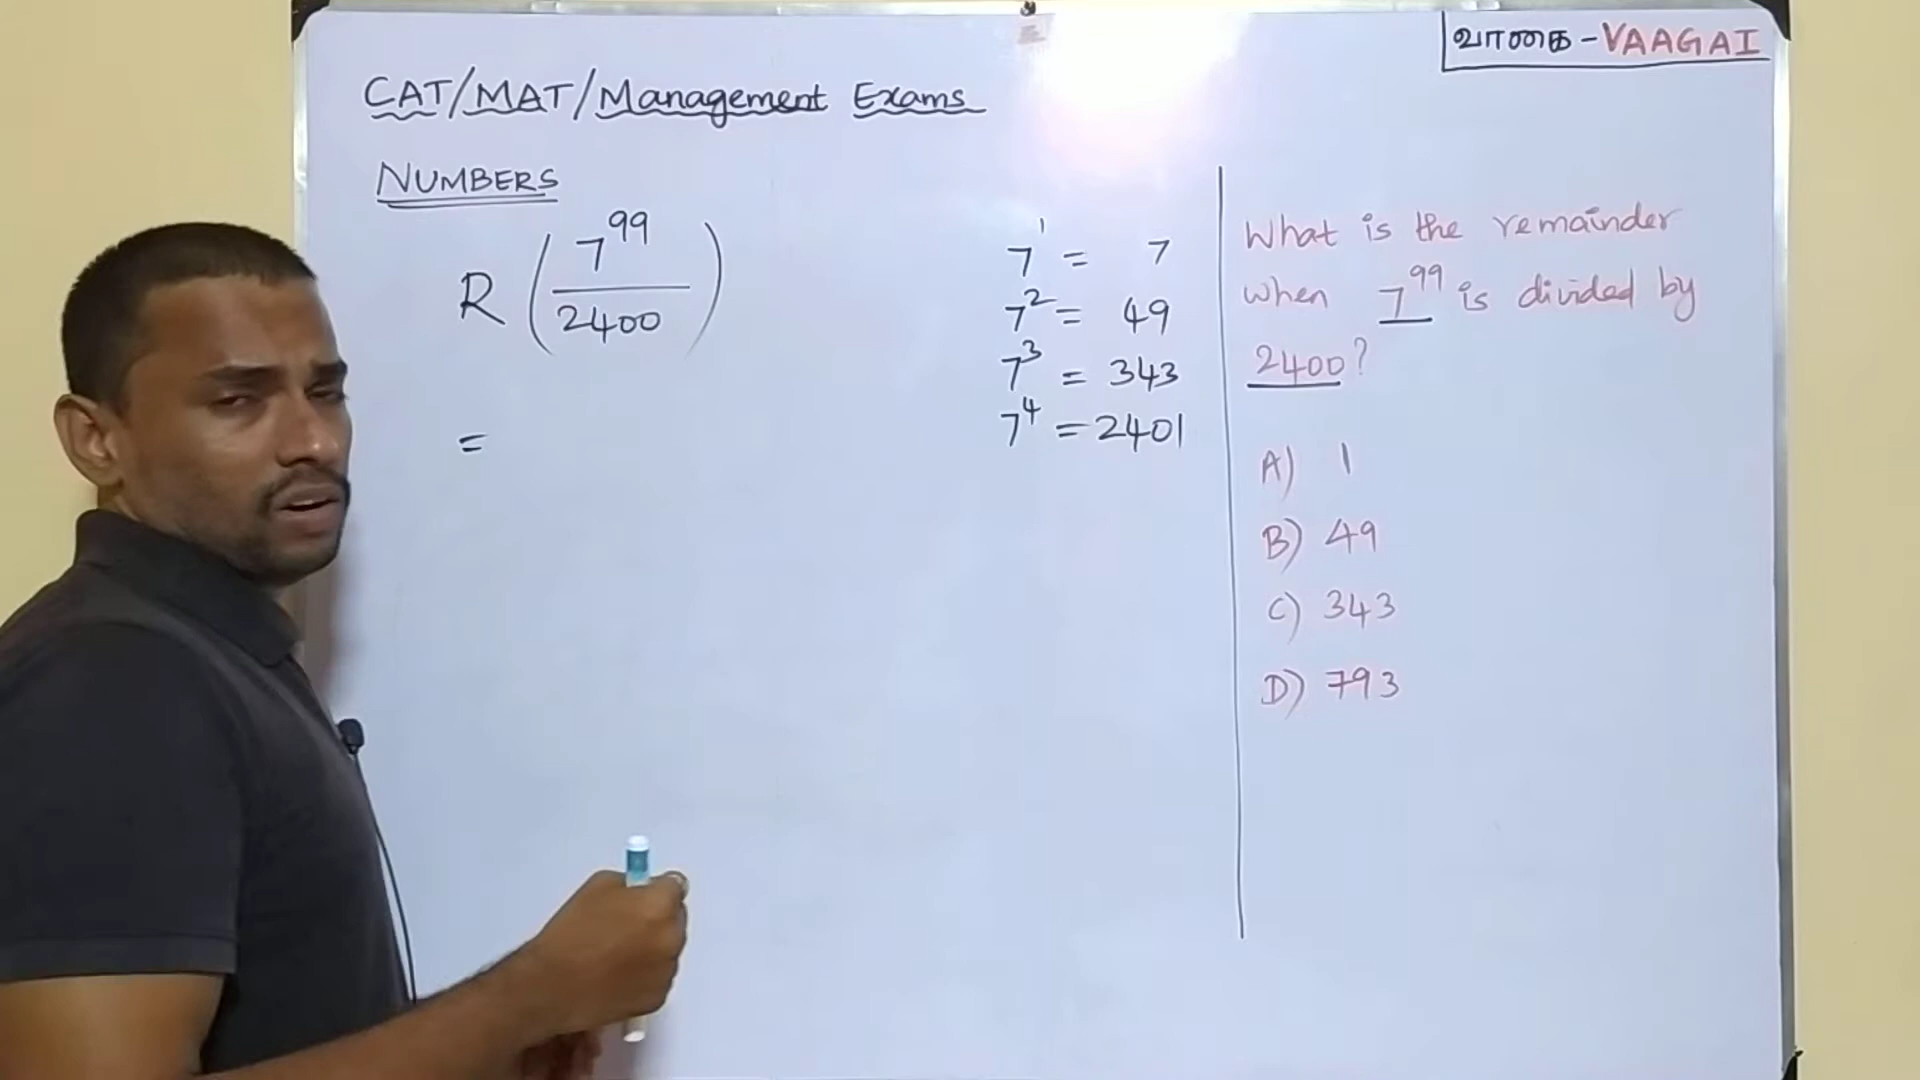 வாகை - VAAGAI
CAT/MAT/Management Exams
NUMBERS
R ( 7^99 / 2400 )
=
7^1 = 7
7^2 = 49
7^3 = 343
7^4 = 2401
What is the remainder
when 7^99 is divided by
2400?
A) 1
B) 49
C) 343
D) 793